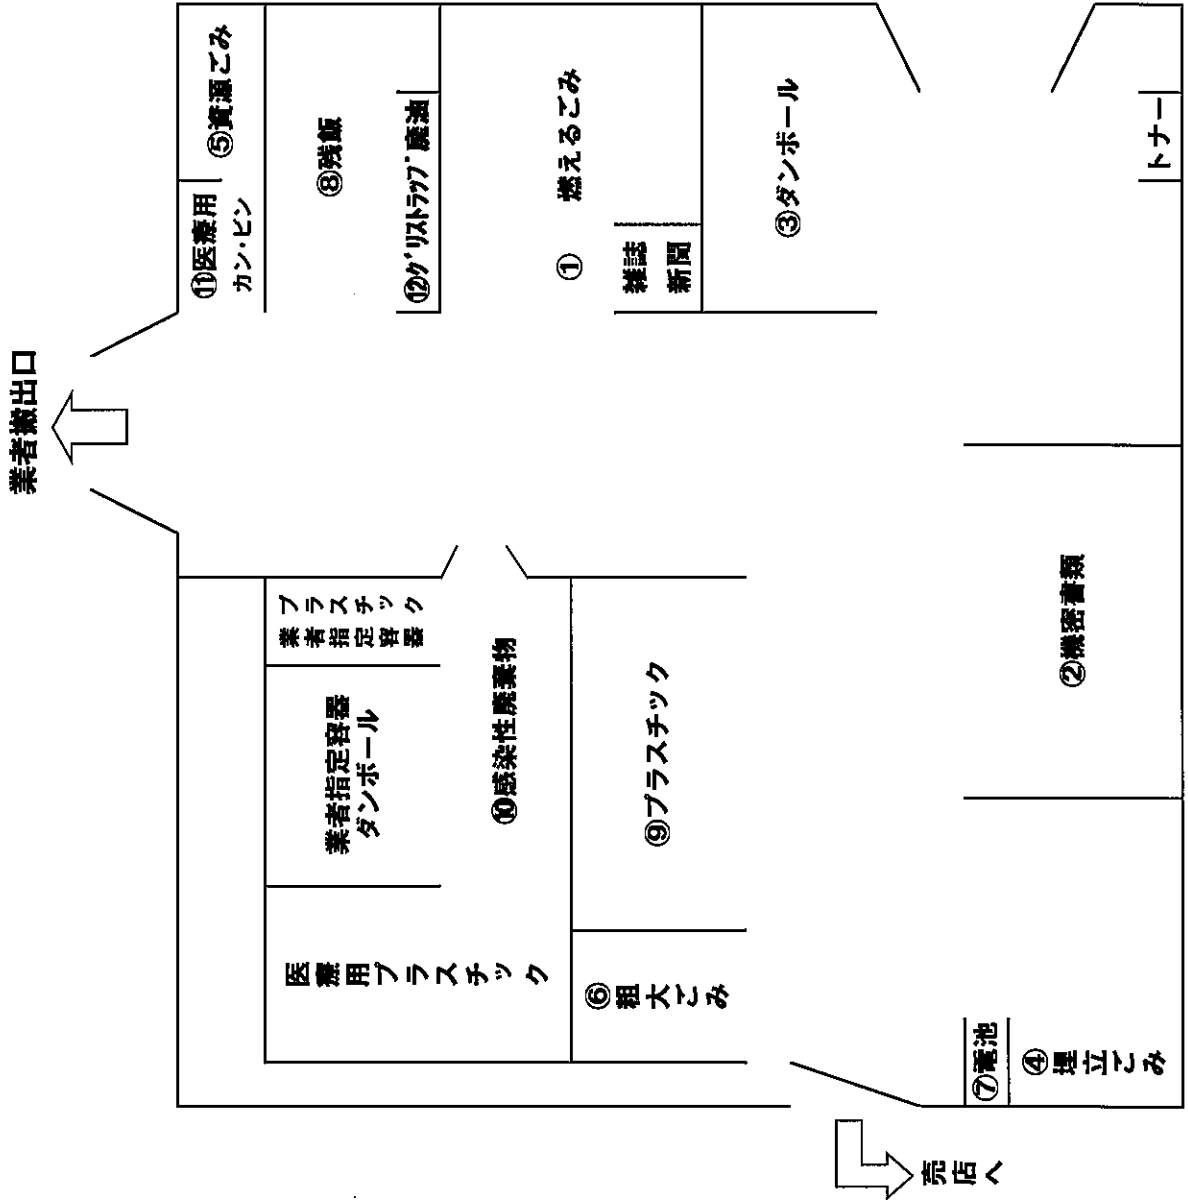 業者搬出口
⑪医療用
カン・ビン
⑤資源ごみ
⑧残飯
⑫グリストラップ廃油
①　燃えるごみ
雑誌
新聞
③ダンボール
トナー
プラスチック
業者指定容器
業者指定容器
ダンボール
⑩感染性廃棄物
医療用プラスチック
⑨プラスチック
⑥粗大ごみ
②機密書類
⑦電池
④埋立ごみ
売店へ